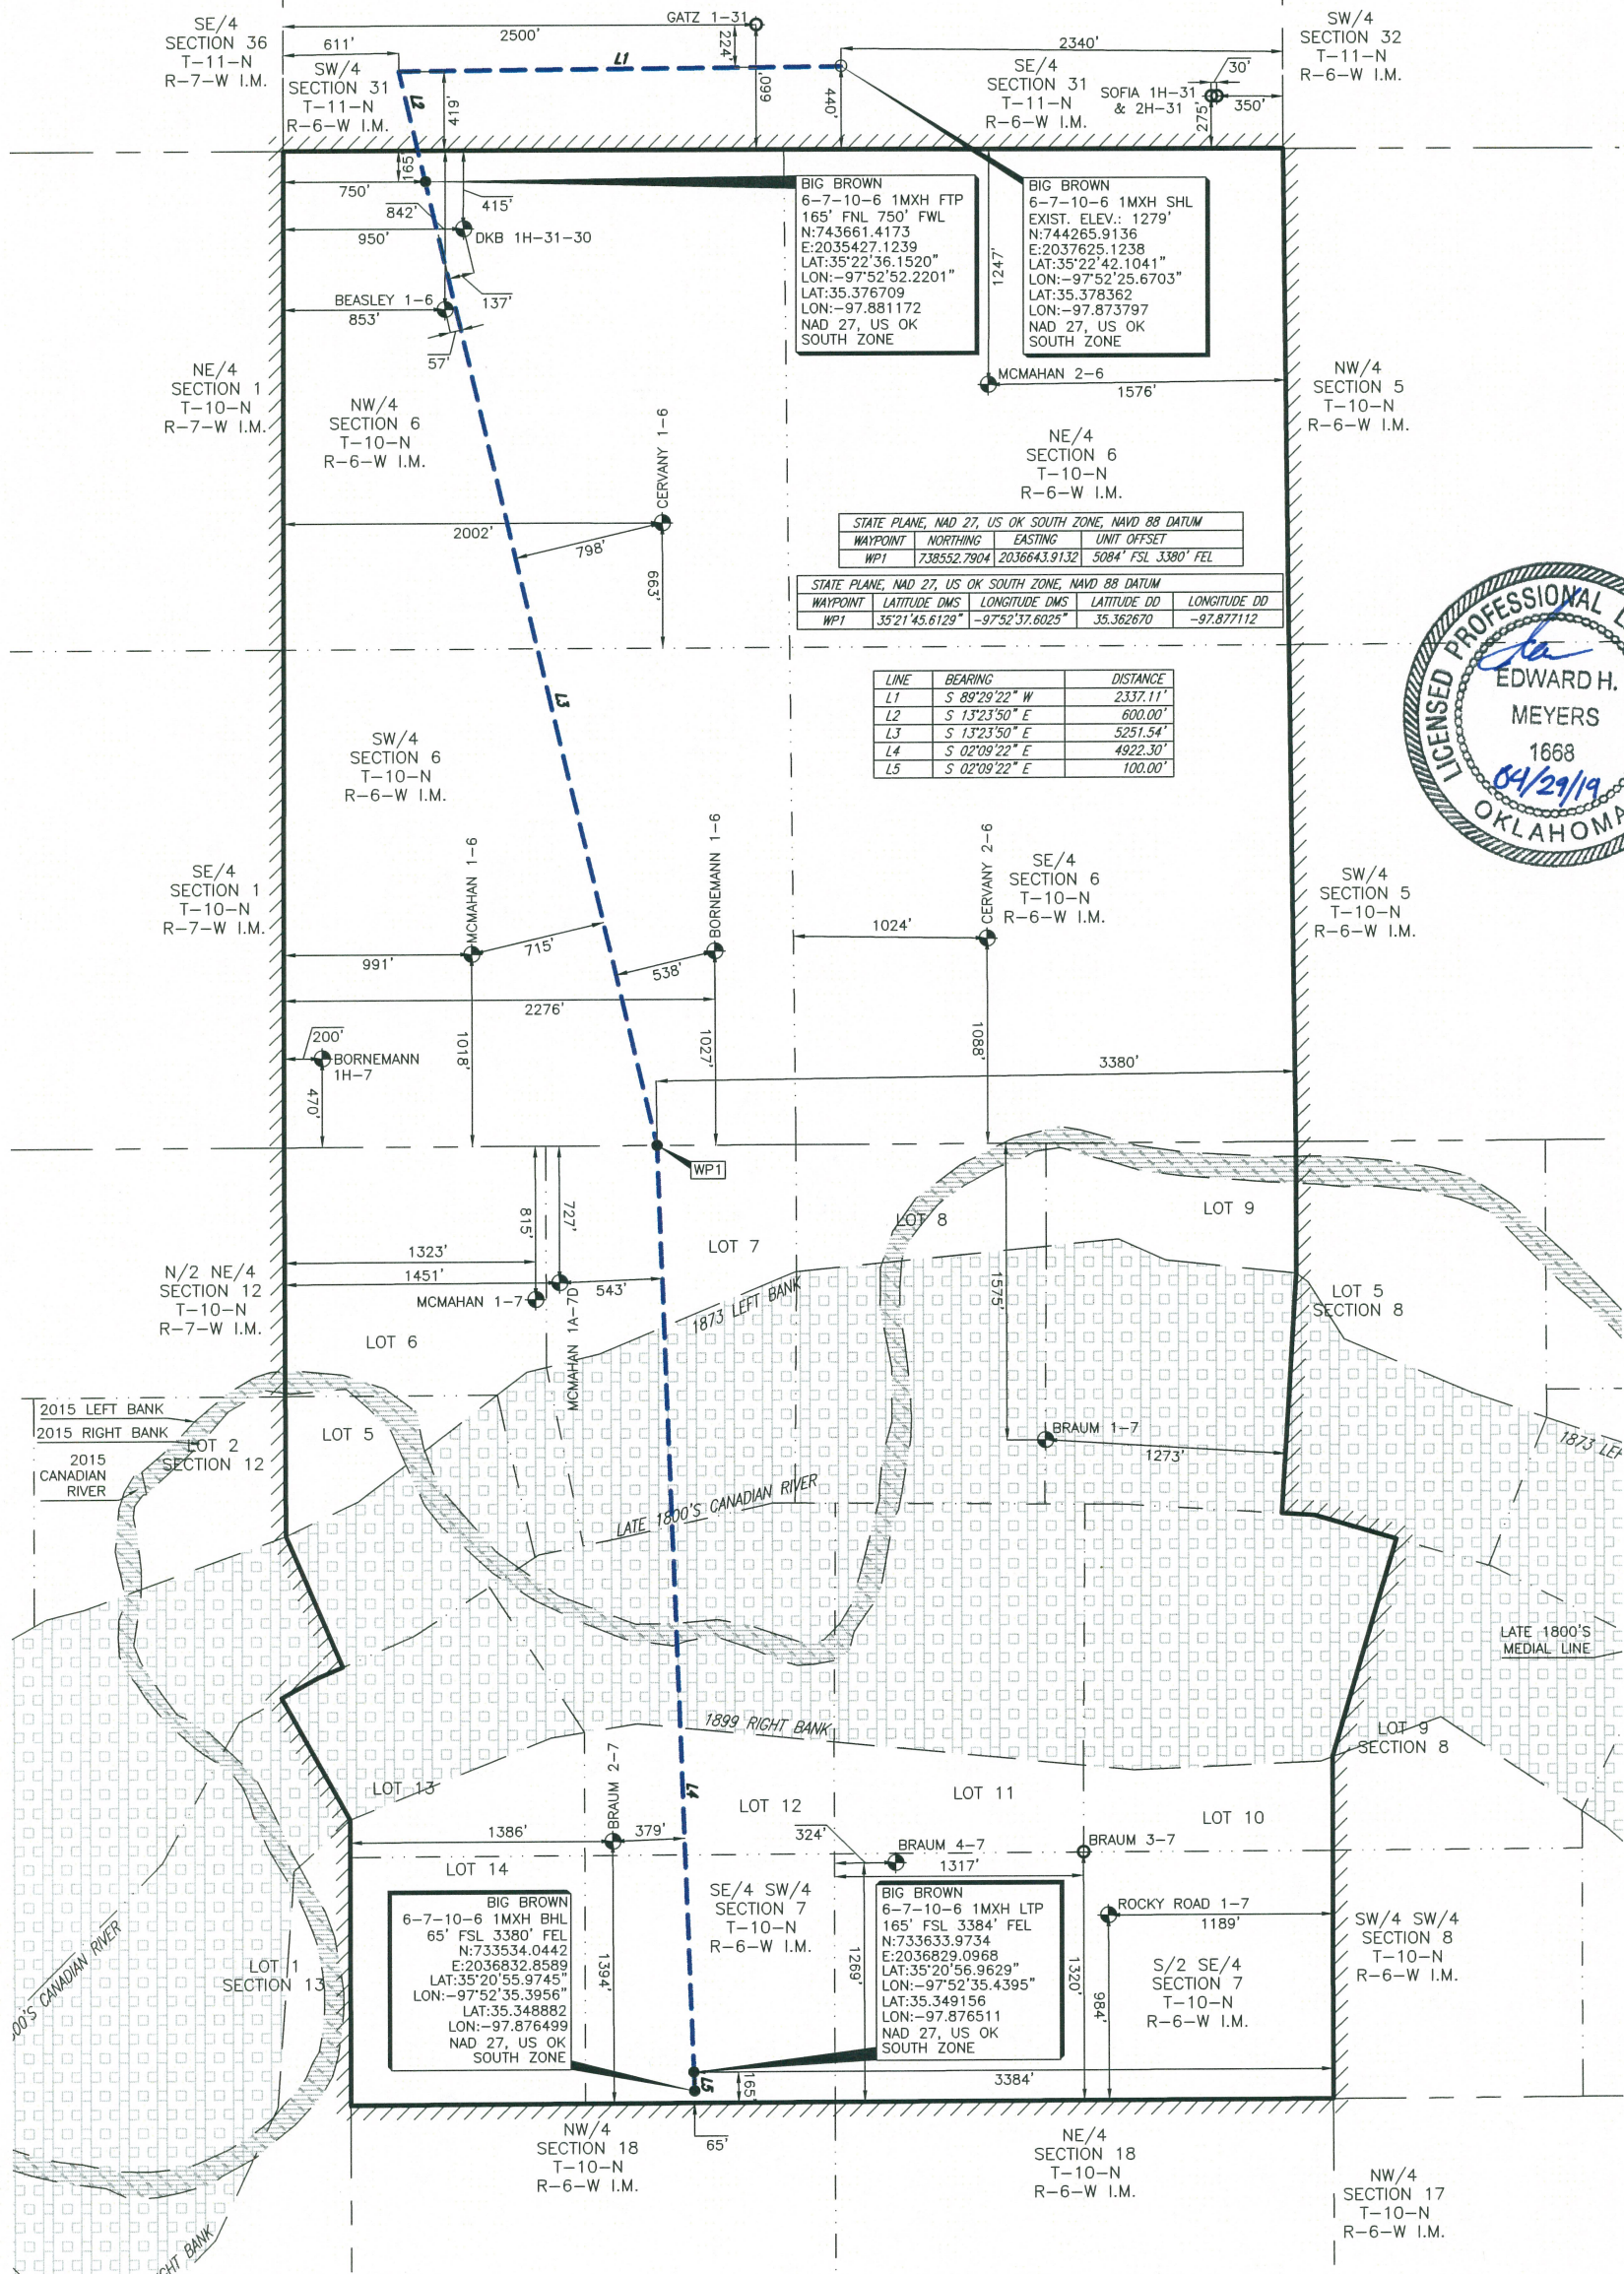 SE/4
SECTION 36
T-11-N
R-7-W I.M.
611'
2500'
GATZ 1-31
224'
660'
L1
2340'
440'
SW/4
SECTION 32
T-11-N
R-6-W I.M.
SW/4
SECTION 31
T-11-N
R-6-W I.M.
L2
419'
SE/4
SECTION 31
T-11-N
R-6-W I.M.
SOFIA 1H-31
& 2H-31
30'
350'
275'
165'
750'
842'
415'
950'
DKB 1H-31-30
BEASLEY 1-6
853'
137'
57'
BIG BROWN
6-7-10-6 1MXH FTP
165' FNL 750' FWL
N:743661.4173
E:2035427.1239
LAT:35°22'36.1520"
LON:-97°52'52.2201"
LAT:35.376709
LON:-97.881172
NAD 27, US OK
SOUTH ZONE
BIG BROWN
6-7-10-6 1MXH SHL
EXIST. ELEV.: 1279'
N:744265.9136
E:2037625.1238
LAT:35°22'42.1041"
LON:-97°52'25.6703"
LAT:35.378362
LON:-97.873797
NAD 27, US OK
SOUTH ZONE
1247'
MCMAHAN 2-6
1576'
NE/4
SECTION 1
T-10-N
R-7-W I.M.
NW/4
SECTION 6
T-10-N
R-6-W I.M.
NW/4
SECTION 5
T-10-N
R-6-W I.M.
NE/4
SECTION 6
T-10-N
R-6-W I.M.
CERVANY 1-6
2002'
798'
663'
STATE PLANE, NAD 27, US OK SOUTH ZONE, NAVD 88 DATUM
WAYPOINT NORTHING EASTING UNIT OFFSET
WP1 738552.7904 2036643.9132 5084' FSL 3380' FEL
STATE PLANE, NAD 27, US OK SOUTH ZONE, NAVD 88 DATUM
WAYPOINT LATITUDE DMS LONGITUDE DMS LATITUDE DD LONGITUDE DD
WP1 35°21'45.6129" -97°52'37.6025" 35.362670 -97.877112
LINE BEARING DISTANCE
L1 S 89°29'22" W 2337.11'
L2 S 13°23'50" E 600.00'
L3 S 13°23'50" E 5251.54'
L4 S 02°09'22" E 4922.30'
L5 S 02°09'22" E 100.00'
LICENSED PROFESSIONAL
EDWARD H.
MEYERS
1668
04/29/19
OKLAHOMA
L3
SW/4
SECTION 6
T-10-N
R-6-W I.M.
SE/4
SECTION 1
T-10-N
R-7-W I.M.
MCMAHAN 1-6
991'
715'
BORNEMANN 1-6
538'
2276'
1018'
1027'
200'
BORNEMANN
1H-7
470'
CERVANY 2-6
1024'
1088'
SE/4
SECTION 6
T-10-N
R-6-W I.M.
SW/4
SECTION 5
T-10-N
R-6-W I.M.
3380'
WP1
815'
727'
1323'
1451'
543'
MCMAHAN 1-7
MCMAHAN 1A-7D
N/2 NE/4
SECTION 12
T-10-N
R-7-W I.M.
LOT 6
LOT 7
LOT 8
LOT 9
1873 LEFT BANK
1575'
LOT 5
SECTION 8
2015 LEFT BANK
2015 RIGHT BANK
2015
CANADIAN
RIVER
LOT 2
SECTION 12
LOT 5
BRAUM 1-7
1273'
1873 LEF
LATE 1800'S CANADIAN RIVER
LATE 1800'S
MEDIAL LINE
1899 RIGHT BANK
LOT 9
SECTION 8
LOT 13
BRAUM 2-7
L4
LOT 12
LOT 11
LOT 10
1386'
379'
324'
BRAUM 4-7
1317'
BRAUM 3-7
LOT 14
BIG BROWN
6-7-10-6 1MXH BHL
65' FSL 3380' FEL
N:733534.0442
E:2036832.8589
LAT:35°20'55.9745"
LON:-97°52'35.3956"
LAT:35.348882
LON:-97.876499
NAD 27, US OK
SOUTH ZONE
1394'
SE/4 SW/4
SECTION 7
T-10-N
R-6-W I.M.
1269'
BIG BROWN
6-7-10-6 1MXH LTP
165' FSL 3384' FEL
N:733633.9734
E:2036829.0968
LAT:35°20'56.9629"
LON:-97°52'35.4395"
LAT:35.349156
LON:-97.876511
NAD 27, US OK
SOUTH ZONE
1320'
ROCKY ROAD 1-7
1189'
984'
S/2 SE/4
SECTION 7
T-10-N
R-6-W I.M.
SW/4 SW/4
SECTION 8
T-10-N
R-6-W I.M.
LOT 1
SECTION 13
00'S CANADIAN RIVER
L5
165'
3384'
65'
NW/4
SECTION 18
T-10-N
R-6-W I.M.
NE/4
SECTION 18
T-10-N
R-6-W I.M.
NW/4
SECTION 17
T-10-N
R-6-W I.M.
GHT BANK